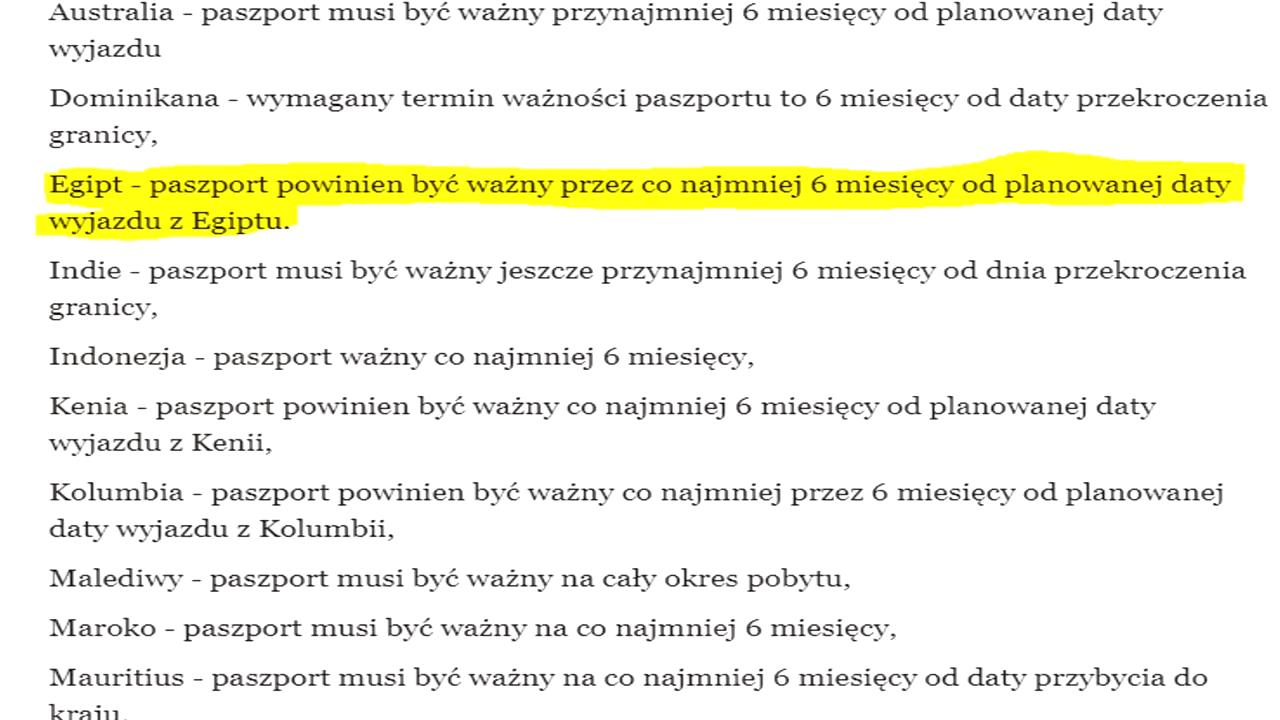 Australia - paszport musi być ważny przynajmniej 6 miesięcy od planowanej daty
wyjazdu
Dominikana - wymagany termin ważności paszportu to 6 miesięcy od daty przekroczenia
granicy,
Egipt - paszport powinien być ważny przez co najmniej 6 miesięcy od planowanej daty
wyjazdu z Egiptu.
Indie - paszport musi być ważny jeszcze przynajmniej 6 miesięcy od dnia przekroczenia
granicy,
Indonezja - paszport ważny co najmniej 6 miesięcy,
Kenia - paszport powinien być ważny co najmniej 6 miesięcy od planowanej daty
wyjazdu z Kenii,
Kolumbia - paszport powinien być ważny co najmniej przez 6 miesięcy od planowanej
daty wyjazdu z Kolumbii,
Malediwy - paszport musi być ważny na cały okres pobytu,
Maroko - paszport musi być ważny na co najmniej 6 miesięcy,
Mauritius - paszport musi być ważny na co najmniej 6 miesięcy od daty przybycia do
kraju.